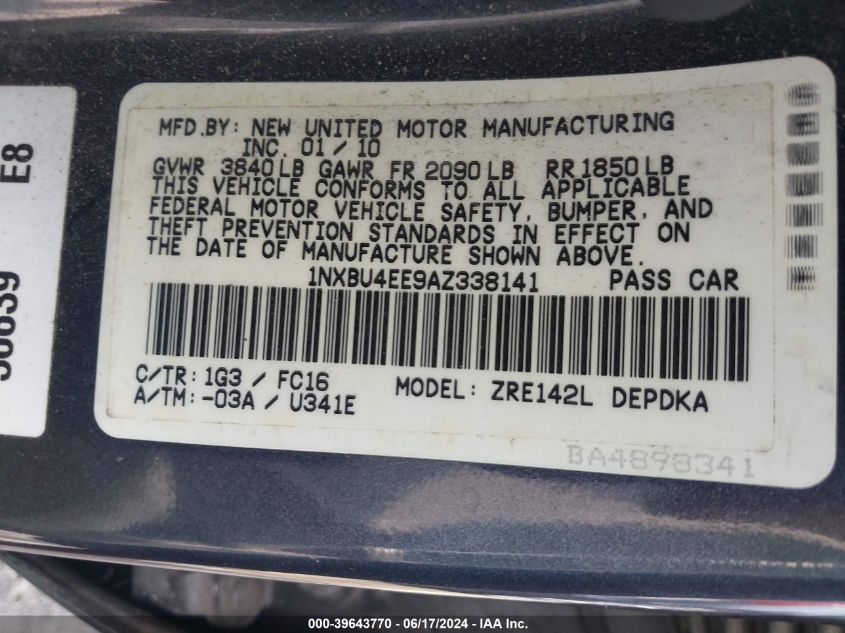 E8
MFD.BY: NEW UNITED MOTOR MANUFACTURING
INC. 01/10
GVWR 3840LB GAWR FR 2090LB RR1850LB
THIS VEHICLE CONFORMS TO ALL APPLICABLE
FEDERAL MOTOR VEHICLE SAFETY, BUMPER, AND
THEFT PREVENTION STANDARDS IN EFFECT ON
THE DATE OF MANUFACTURE SHOWN ABOVE.
1NXBU4EE9AZ338141 PASS CAR
C/TR: 1G3 / FC16 MODEL: ZRE142L DEPDKA
A/TM: -03A / U341E
BA4898341
000-39643770 - 06/17/2024 - IAA Inc.